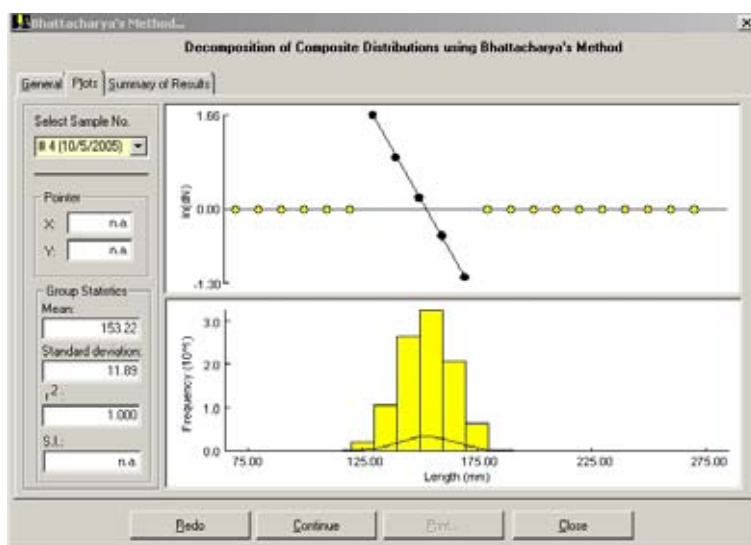 Bhattacharya's Method...
Decomposition of Composite Distributions using Bhattacharya's Method
General
Plots
Summary of Results
Select Sample No.
# 4 (10/5/2005)
Pointer
X: n.a.
Y: n.a.
Group Statistics
Mean:
153.22
Standard deviation:
11.89
r²:
1.000
S.I.:
n.a.
1.66
0.00
-1.30
ln(dN)
3.0
2.0
1.0
0.0
Frequency (10^1)
75.00 125.00 175.00 225.00 275.00
Length (mm)
Redo
Continue
Print...
Close